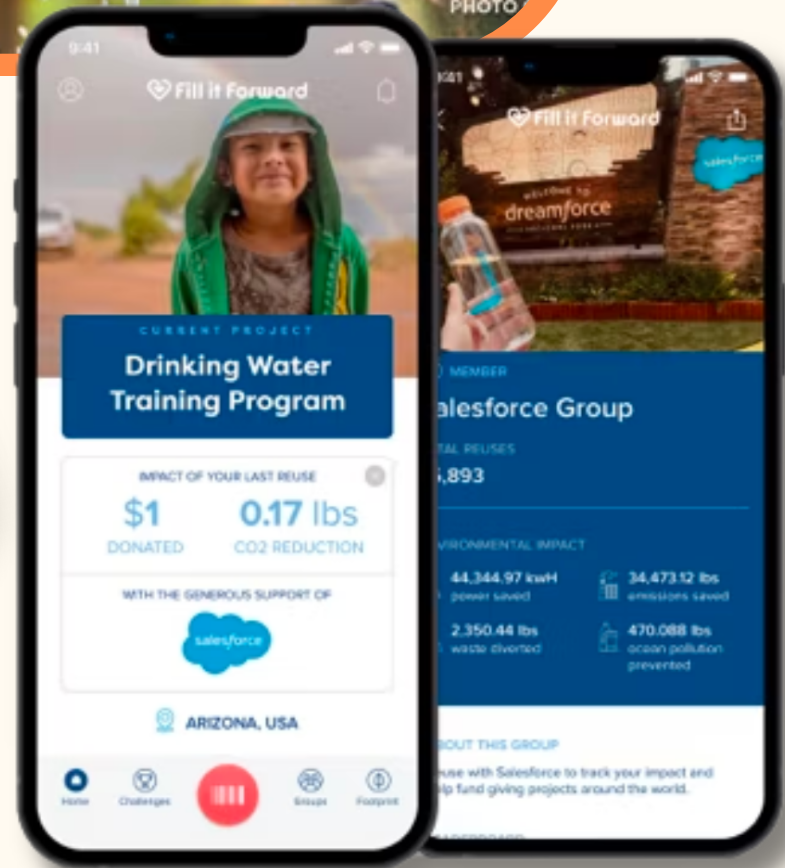 PHOTO
9:41
Fill it Forward
CURRENT PROJECT
Drinking Water
Training Program
IMPACT OF YOUR LAST REUSE
$1
0.17 lbs
DONATED
CO2 REDUCTION
WITH THE GENEROUS SUPPORT OF
salesforce
ARIZONA, USA
Home
Challenges
Groups
Footprint
:41
Fill it Forward
WELCOME TO
dreamforce
salesforce
MEMBER
alesforce Group
TAL REUSES
,893
VIRONMENTAL IMPACT
44,344.97 kwH
power saved
34,473.12 lbs
emissions saved
2,350.44 lbs
waste diverted
470.088 lbs
ocean pollution
prevented
BOUT THIS GROUP
use with Salesforce to track your impact and
lp fund giving projects around the world.